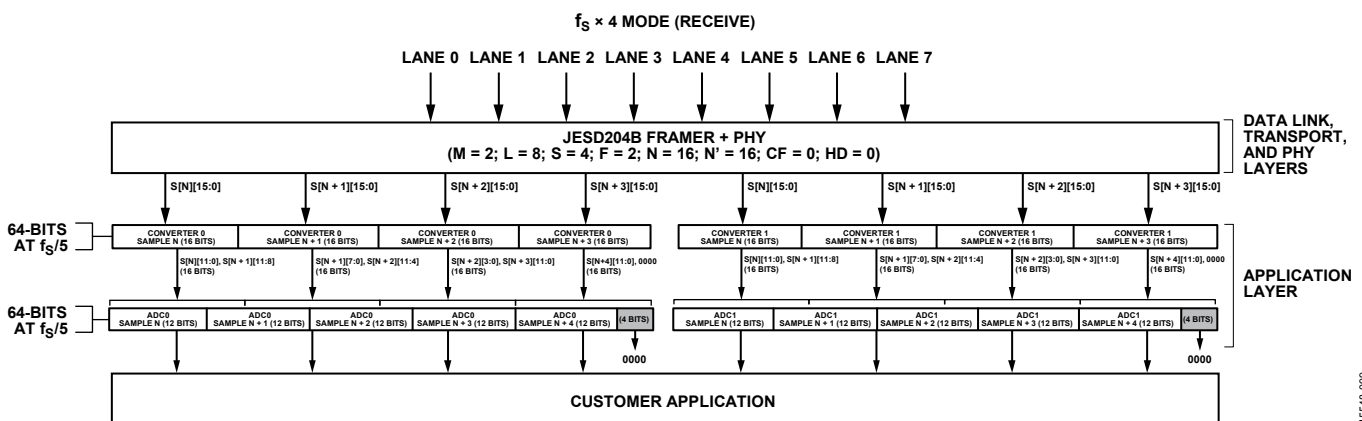 fS × 4 MODE (RECEIVE)
LANE 0 LANE 1 LANE 2 LANE 3 LANE 4 LANE 5 LANE 6 LANE 7
JESD204B FRAMER + PHY
(M = 2; L = 8; S = 4; F = 2; N = 16; N' = 16; CF = 0; HD = 0)
DATA LINK,
TRANSPORT,
AND PHY
LAYERS
S[N][15:0] S[N + 1][15:0] S[N + 2][15:0] S[N + 3][15:0] S[N][15:0] S[N + 1][15:0] S[N + 2][15:0] S[N + 3][15:0]
64-BITS
AT fS/5
CONVERTER 0
SAMPLE N (16 BITS)
CONVERTER 0
SAMPLE N + 1 (16 BITS)
CONVERTER 0
SAMPLE N + 2 (16 BITS)
CONVERTER 0
SAMPLE N + 3 (16 BITS)
CONVERTER 1
SAMPLE N (16 BITS)
CONVERTER 1
SAMPLE N + 1 (16 BITS)
CONVERTER 1
SAMPLE N + 2 (16 BITS)
CONVERTER 1
SAMPLE N + 3 (16 BITS)
S[N][11:0], S[N + 1][11:8]
(16 BITS)
S[N + 1][7:0], S[N + 2][11:4]
(16 BITS)
S[N + 2][3:0], S[N + 3][11:0]
(16 BITS)
S[N+4][11:0], 0000
(16 BITS)
S[N][11:0], S[N + 1][11:8]
(16 BITS)
S[N + 1][7:0], S[N + 2][11:4]
(16 BITS)
S[N + 2][3:0], S[N + 3][11:0]
(16 BITS)
S[N + 4][11:0], 0000
(16 BITS)
APPLICATION
LAYER
64-BITS
AT fS/5
ADC0
SAMPLE N (12 BITS)
ADC0
SAMPLE N + 1 (12 BITS)
ADC0
SAMPLE N + 2 (12 BITS)
ADC0
SAMPLE N + 3 (12 BITS)
ADC0
SAMPLE N + 4 (12 BITS)
(4 BITS)
ADC1
SAMPLE N (12 BITS)
ADC1
SAMPLE N + 1 (12 BITS)
ADC1
SAMPLE N + 2 (12 BITS)
ADC1
SAMPLE N + 3 (12 BITS)
ADC1
SAMPLE N + 4 (12 BITS)
(4 BITS)
0000 0000
CUSTOMER APPLICATION